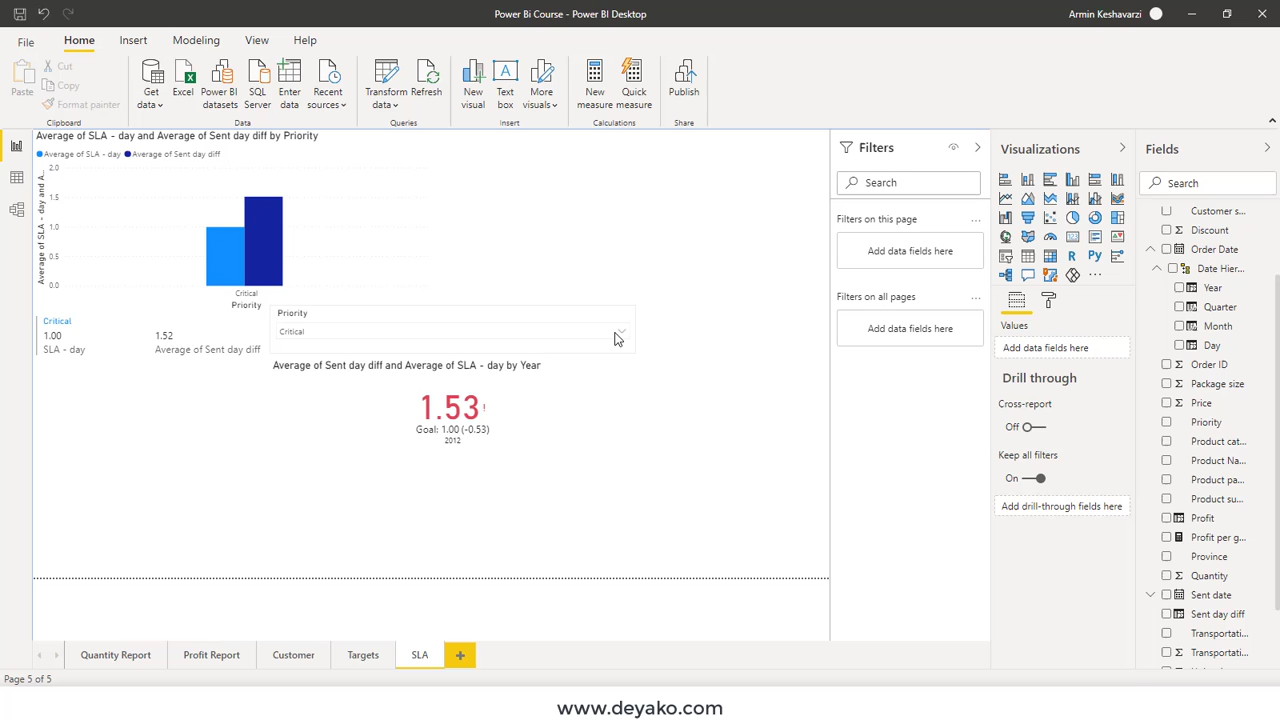 Power Bi Course - Power BI Desktop
Armin Keshavarzi
File
Home
Insert
Modeling
View
Help
Paste
Cut
Copy
Format painter
Get data
Excel
Power BI datasets
SQL Server
Enter data
Recent sources
Transform data
Refresh
New visual
Text box
More visuals
New measure
Quick measure
Publish
Clipboard
Data
Queries
Insert
Calculations
Share
Average of SLA - day and Average of Sent day diff by Priority
Average of SLA - day
Average of Sent day diff
Average of SLA - day and A...
2.0
1.5
1.0
0.5
0.0
Critical
Priority
Critical
1.00
SLA - day
1.52
Average of Sent day diff
Priority
Critical
Average of Sent day diff and Average of SLA - day by Year
1.53!
Goal: 1.00 (-0.53)
2012
Filters
Search
Filters on this page
...
Add data fields here
Filters on all pages
...
Add data fields here
Visualizations
R
Py
...
Values
Add data fields here
Drill through
Cross-report
Off
Keep all filters
On
Add drill-through fields here
Fields
Search
Customer s...
Discount
Order Date
Date Hier...
Year
Quarter
Month
Day
Order ID
Package size
Price
Priority
Product cat...
Product Na...
Product pa...
Product su...
Profit
Profit per g...
Province
Quantity
Sent date
Sent day diff
Transportati...
Transportati...
Quantity Report
Profit Report
Customer
Targets
SLA
Page 5 of 5
www.deyako.com